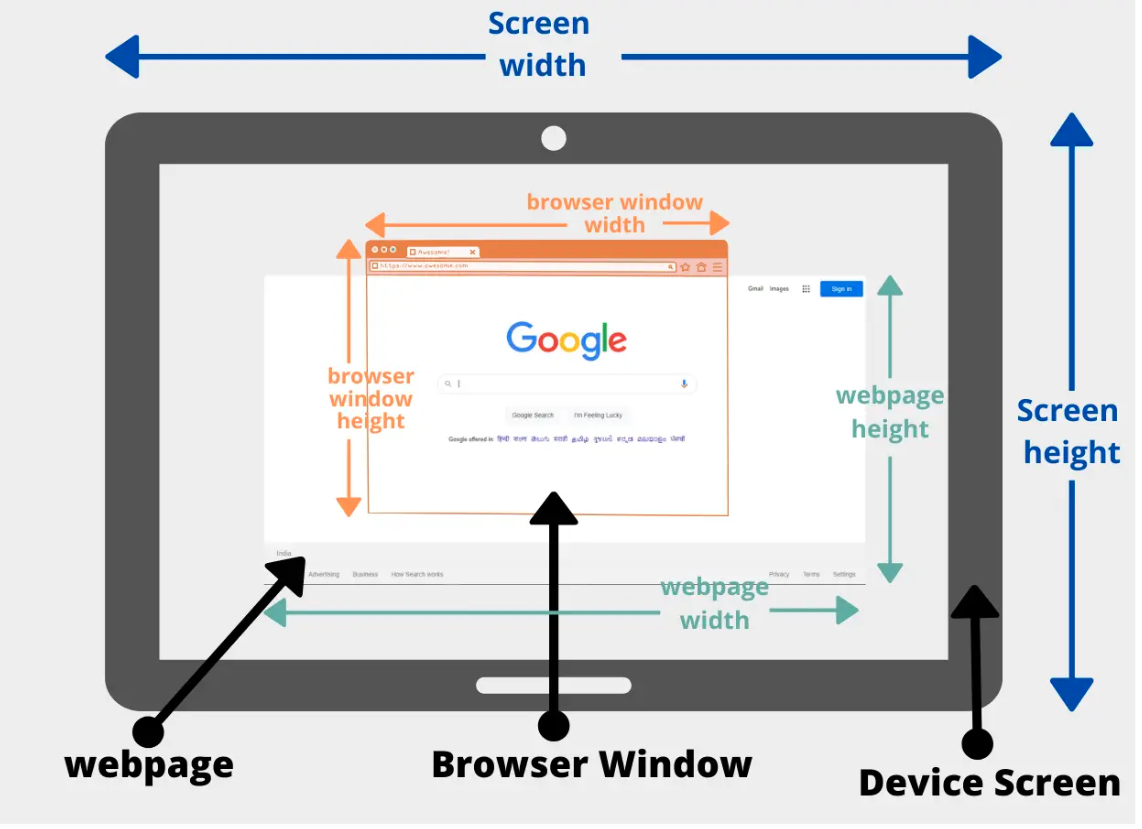 Screen
width
browser window
width
Awesome!
https://www.awesome.com
Gmail Images Sign in
Google
browser
window
height
webpage
height
Screen
height
Google Search I'm Feeling Lucky
Google offered in: हिन्दी বাংলা తెలుగు मराठी தமிழ் ગુજરાતી ಕನ್ನಡ മലയാളം ਪੰਜਾਬੀ
India
Advertising Business How Search works
Privacy Terms Settings
webpage
width
webpage
Browser Window
Device Screen